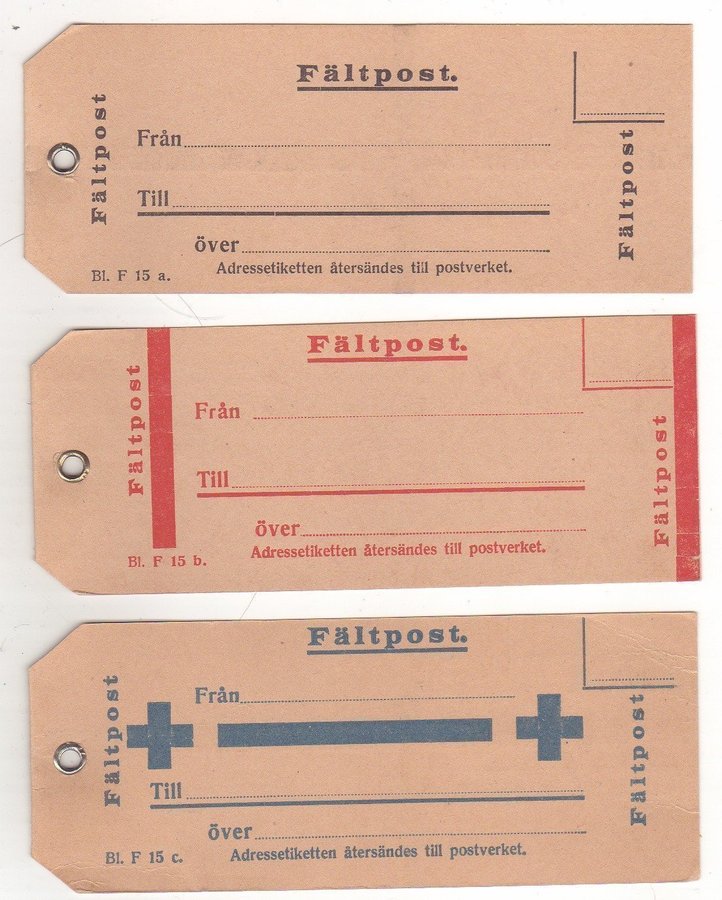 Fältpost.
Fältpost
Från
Till
över
Adressetiketten återsändes till postverket.
Bl. F 15 a.
Fältpost
Fältpost.
Fältpost
Från
Till
över
Adressetiketten återsändes till postverket.
Bl. F 15 b.
Fältpost
Fältpost.
Fältpost
Från
Till
över
Adressetiketten återsändes till postverket.
Bl. F 15 c.
Fältpost